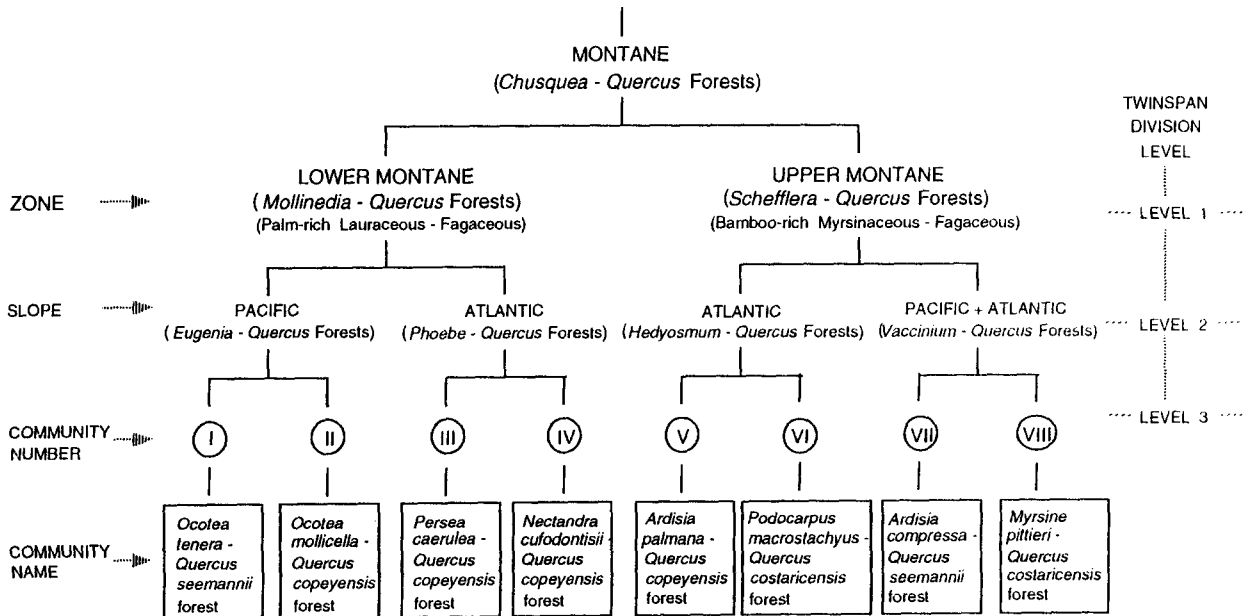 MONTANE
(Chusquea - Quercus Forests)
TWINSPAN
DIVISION
LEVEL
ZONE
LOWER MONTANE
(Mollinedia - Quercus Forests)
(Palm-rich Lauraceous - Fagaceous)
UPPER MONTANE
(Schefflera - Quercus Forests)
(Bamboo-rich Myrsinaceous - Fagaceous)
LEVEL 1
SLOPE
PACIFIC
(Eugenia - Quercus Forests)
ATLANTIC
(Phoebe - Quercus Forests)
ATLANTIC
(Hedyosmum - Quercus Forests)
PACIFIC + ATLANTIC
(Vaccinium - Quercus Forests)
LEVEL 2
COMMUNITY
NUMBER
I
II
III
IV
V
VI
VII
VIII
LEVEL 3
COMMUNITY
NAME
Ocotea
tenera -
Quercus
seemannii
forest
Ocotea
mollicella -
Quercus
copeyensis
forest
Persea
caerulea -
Quercus
copeyensis
forest
Nectandra
cufodontisii -
Quercus
copeyensis
forest
Ardisia
palmana -
Quercus
copeyensis
forest
Podocarpus
macrostachyus -
Quercus
costaricensis
forest
Ardisia
compressa -
Quercus
seemannii
forest
Myrsine
pittieri -
Quercus
costaricensis
forest